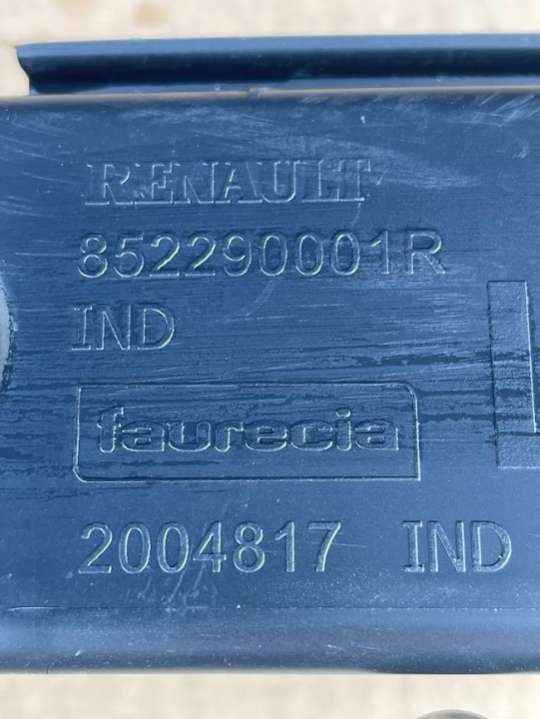 RENAULT
852290001R
IND
faurecia
2004817 IND